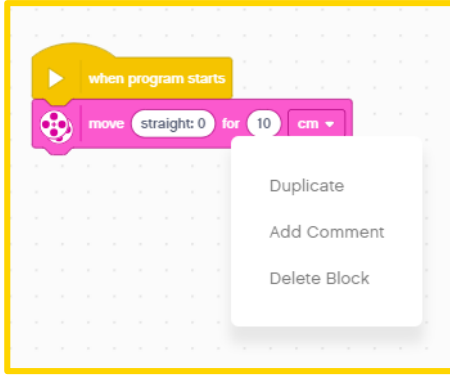 when program starts
move straight: 0 for 10 cm
Duplicate
Add Comment
Delete Block